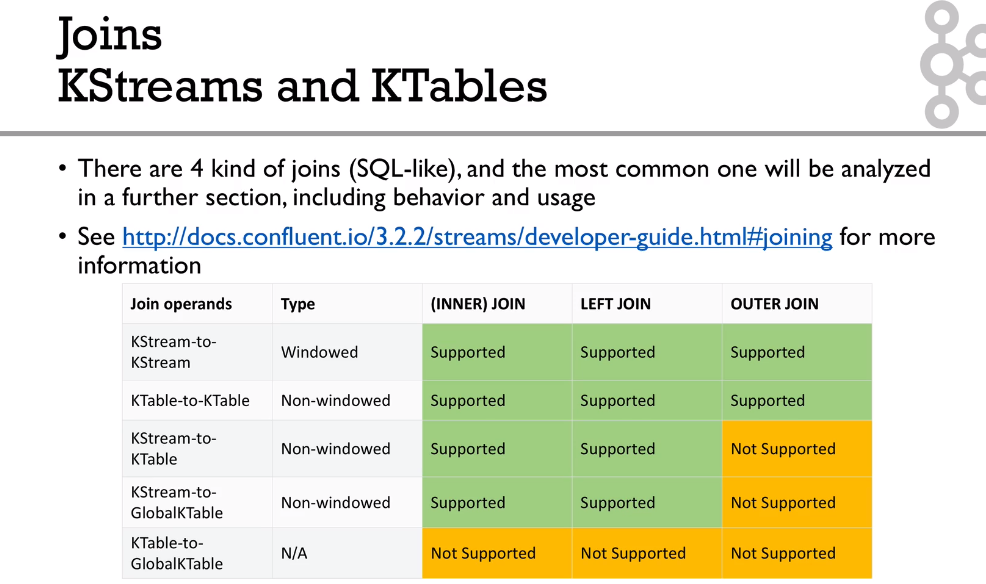 Joins
KStreams and KTables
• There are 4 kind of joins (SQL-like), and the most common one will be analyzed
in a further section, including behavior and usage
• See http://docs.confluent.io/3.2.2/streams/developer-guide.html#joining for more
information
Join operands Type (INNER) JOIN LEFT JOIN OUTER JOIN
KStream-to-
KStream Windowed Supported Supported Supported
KTable-to-KTable Non-windowed Supported Supported Supported
KStream-to-
KTable Non-windowed Supported Supported Not Supported
KStream-to-
GlobalKTable Non-windowed Supported Supported Not Supported
KTable-to-
GlobalKTable N/A Not Supported Not Supported Not Supported